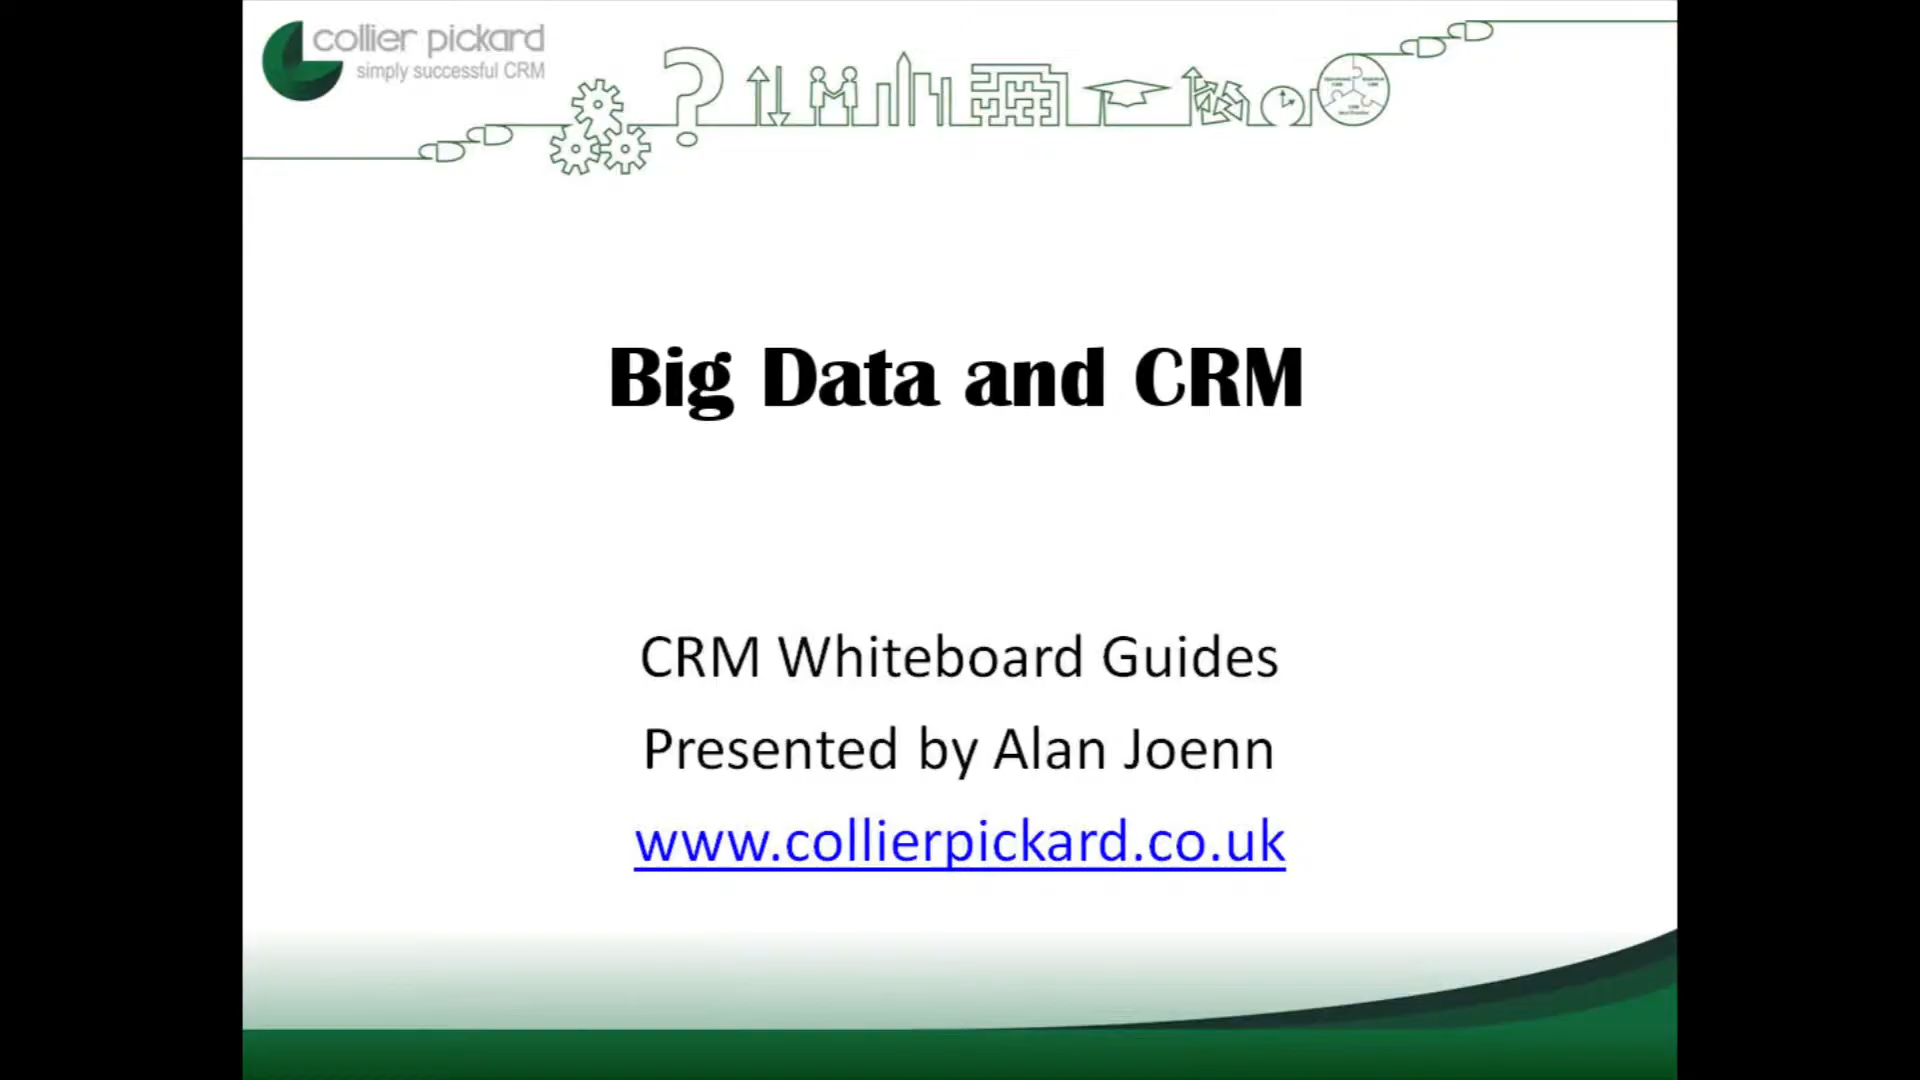 collier pickard
simply successful CRM
Big Data and CRM
CRM Whiteboard Guides
Presented by Alan Joenn
www.collierpickard.co.uk